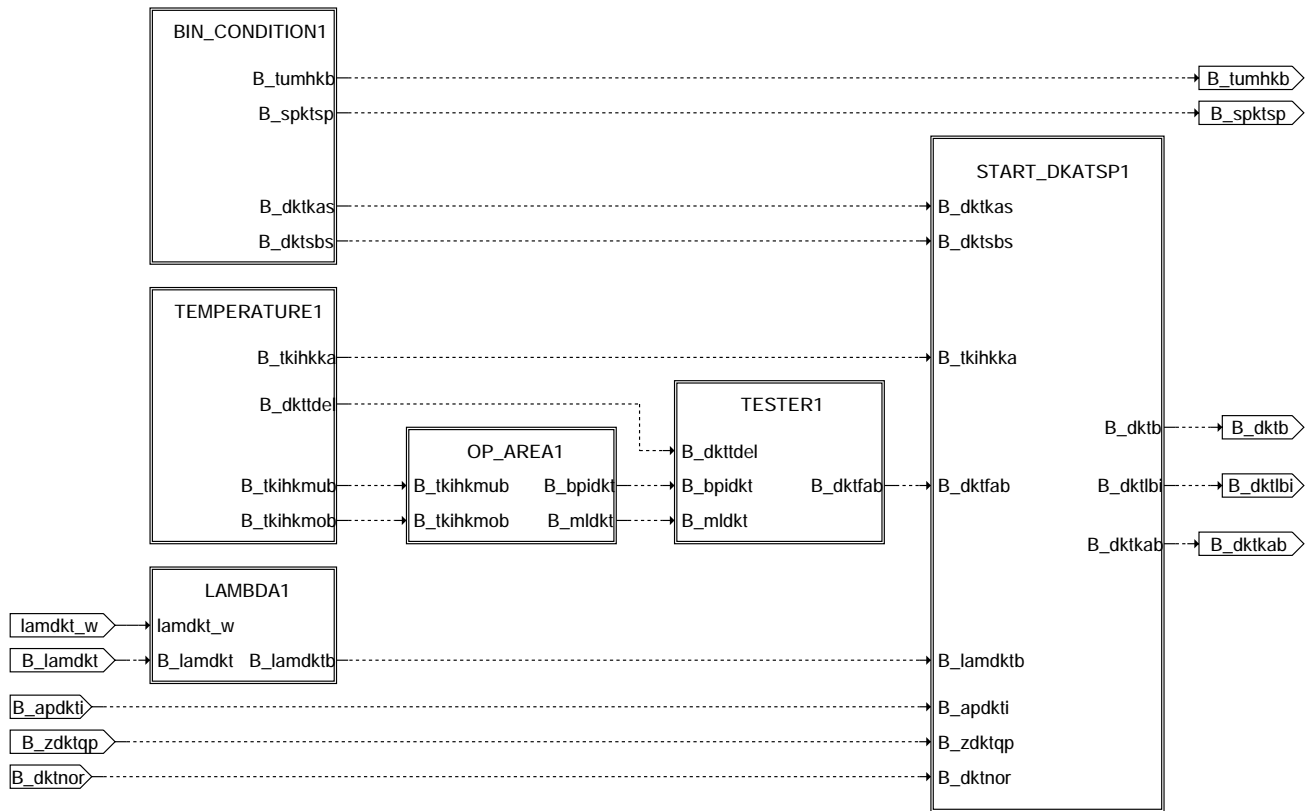 BIN_CONDITION1
B_tumhkb
B_tumhkb
B_spktsp
B_spktsp
START_DKATSP1
B_dktkas
B_dktkas
B_dktsbs
B_dktsbs
TEMPERATURE1
B_tkihkka
B_tkihkka
B_dkttdel
TESTER1
B_dktb
B_dktb
OP_AREA1
B_dkttdel
B_tkihkmub
B_tkihkmub
B_bpidkt
B_bpidkt
B_dktfab
B_dktfab
B_dktlbi
B_dktlbi
B_tkihkmob
B_tkihkmob
B_mldkt
B_mldkt
B_dktkab
B_dktkab
LAMBDA1
lamdkt_w
lamdkt_w
B_lamdkt
B_lamdkt
B_lamdktb
B_lamdktb
B_apdkti
B_apdkti
B_zdktqp
B_zdktqp
B_dktnor
B_dktnor